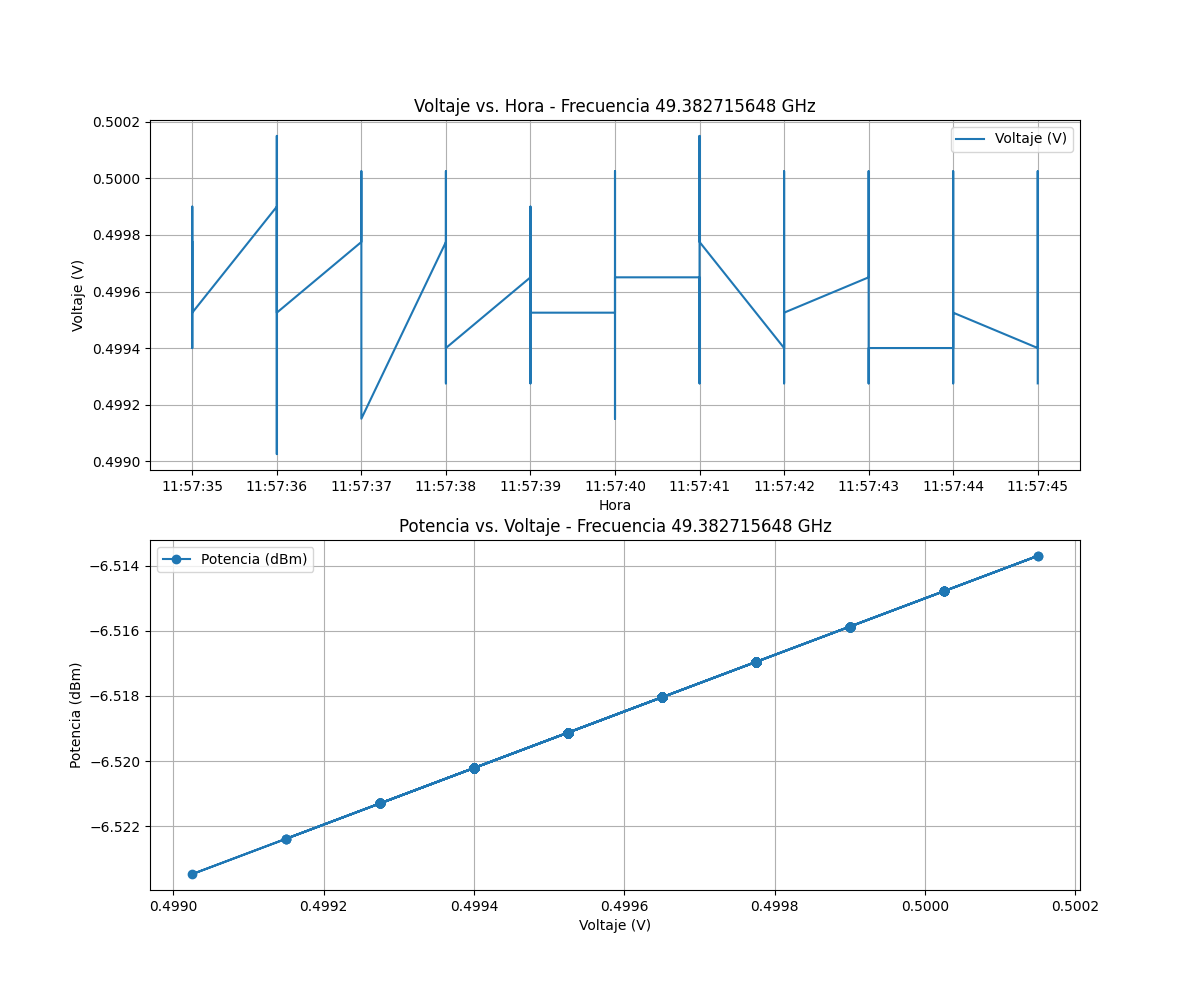 Voltaje vs. Hora - Frecuencia 49.382715648 GHz
Voltaje (V)
0.5002
0.5000
0.4998
0.4996
0.4994
0.4992
0.4990
Voltaje (V)
11:57:35 11:57:36 11:57:37 11:57:38 11:57:39 11:57:40 11:57:41 11:57:42 11:57:43 11:57:44 11:57:45
Hora
Potencia vs. Voltaje - Frecuencia 49.382715648 GHz
Potencia (dBm)
−6.514
−6.516
−6.518
−6.520
−6.522
Potencia (dBm)
0.4990 0.4992 0.4994 0.4996 0.4998 0.5000 0.5002
Voltaje (V)